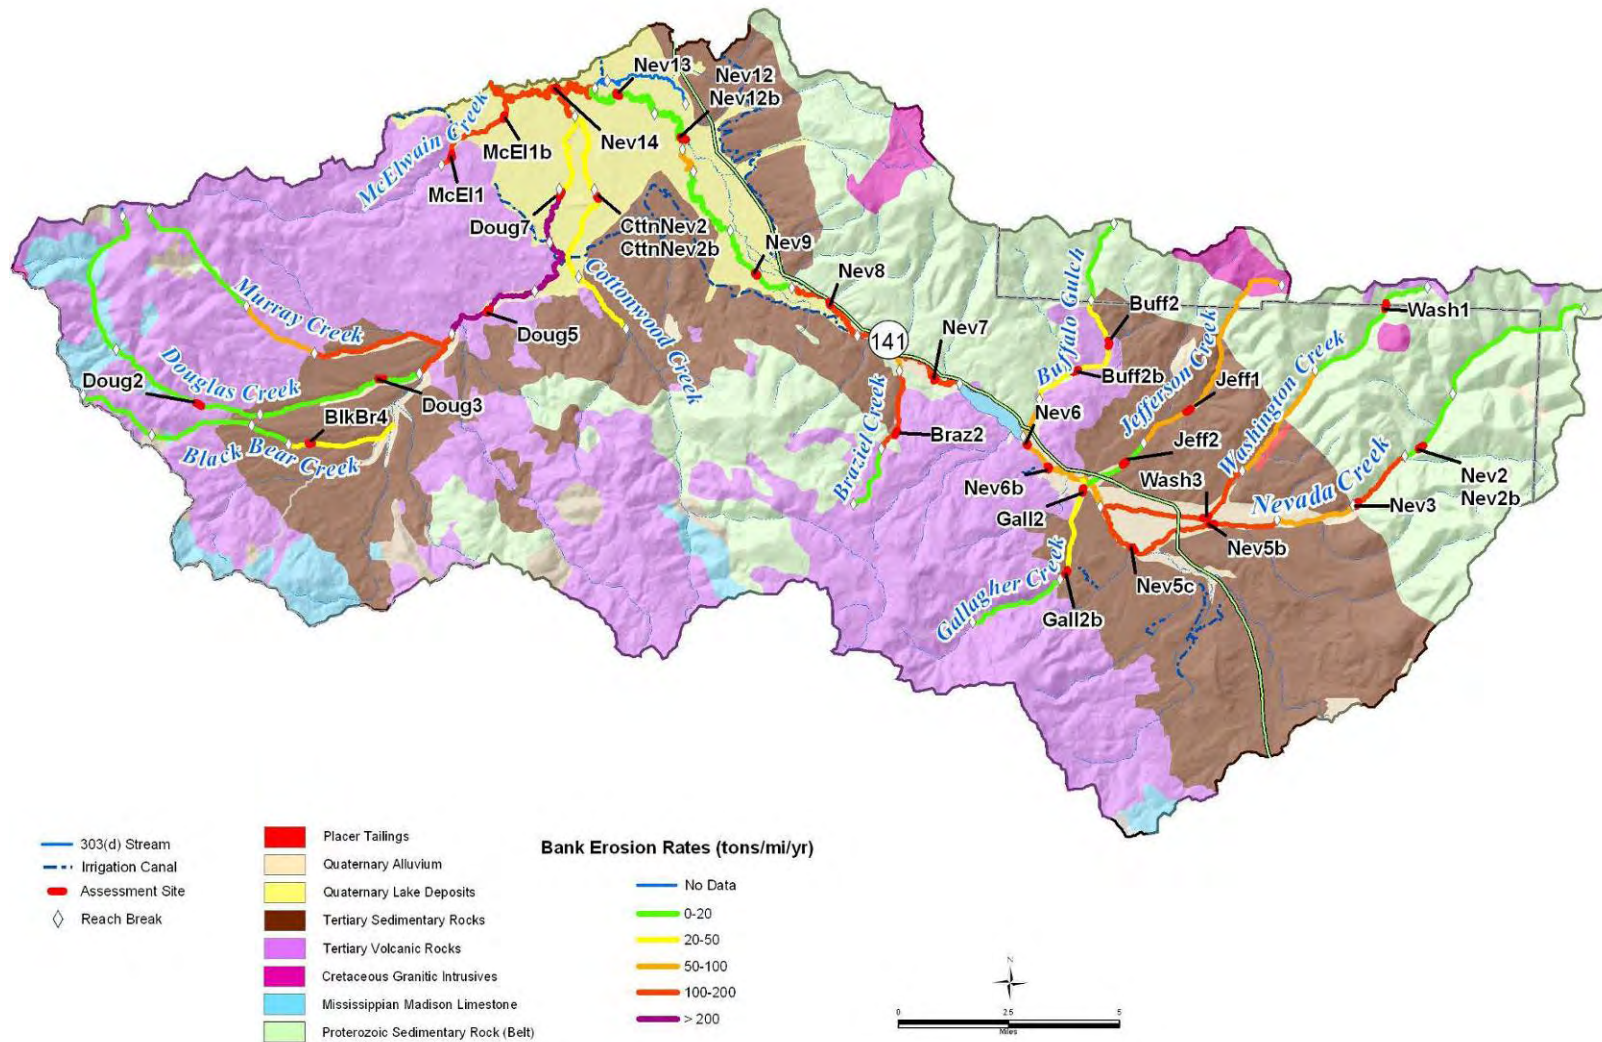 Nev13
Nev12
Nev12b
McElwain Creek
McEl1b
Nev14
McEl1
Doug7
CttnNev2
CttnNev2b
Nev9
Nev8
Cottonwood Creek
Murray Creek
Doug5
141
Nev7
Buffalo Gulch
Buff2
Wash1
Buff2b
Jefferson Creek
Jeff1
Washington Creek
Douglas Creek
Doug2
Doug3
BlkBr4
Black Bear Creek
Braziel Creek
Braz2
Nev6
Jeff2
Nev6b
Wash3
Nevada Creek
Nev2
Nev2b
Gall2
Nev3
Nev5b
Nev5c
Gallagher Creek
Gall2b
303(d) Stream
Irrigation Canal
Assessment Site
Reach Break
Placer Tailings
Quaternary Alluvium
Quaternary Lake Deposits
Tertiary Sedimentary Rocks
Tertiary Volcanic Rocks
Cretaceous Granitic Intrusives
Mississippian Madison Limestone
Proterozoic Sedimentary Rock (Belt)
Bank Erosion Rates (tons/mi/yr)
No Data
0-20
20-50
50-100
100-200
> 200
N
0 2.5 5
Miles